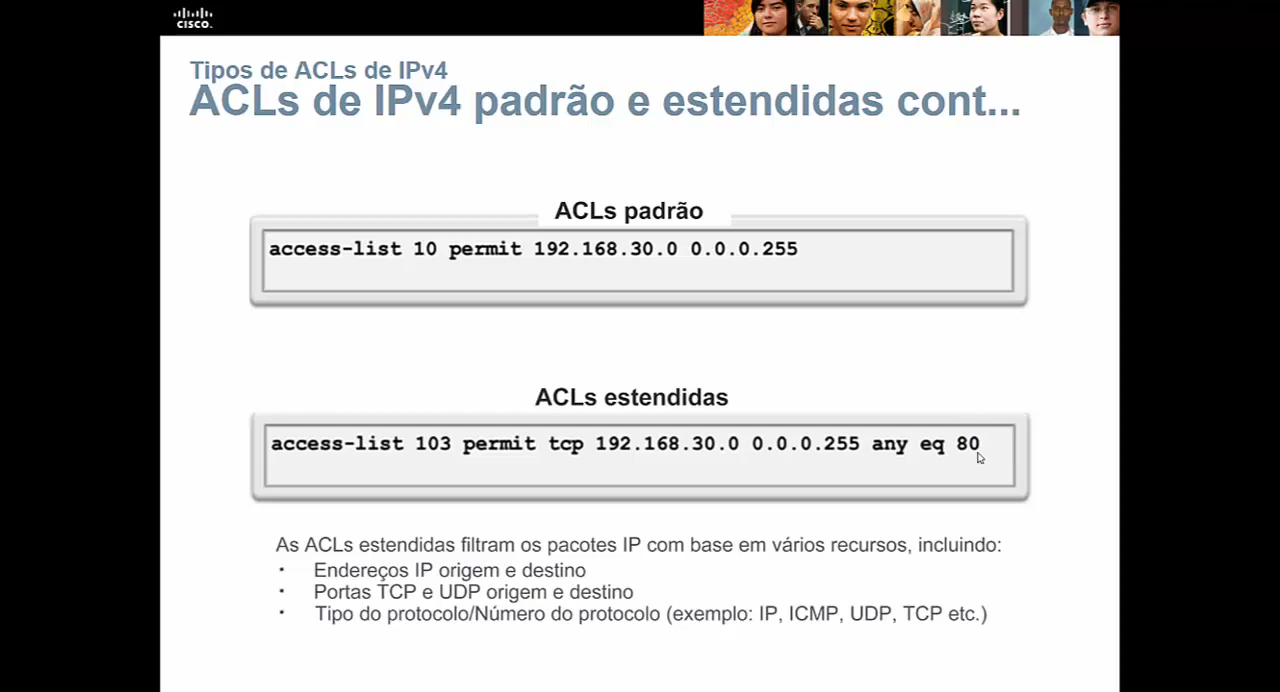 CISCO.
Tipos de ACLs de IPv4
ACLs de IPv4 padrão e estendidas cont...
ACLs padrão
access-list 10 permit 192.168.30.0 0.0.0.255
ACLs estendidas
access-list 103 permit tcp 192.168.30.0 0.0.0.255 any eq 80
As ACLs estendidas filtram os pacotes IP com base em vários recursos, incluindo:
• Endereços IP origem e destino
• Portas TCP e UDP origem e destino
• Tipo do protocolo/Número do protocolo (exemplo: IP, ICMP, UDP, TCP etc.)